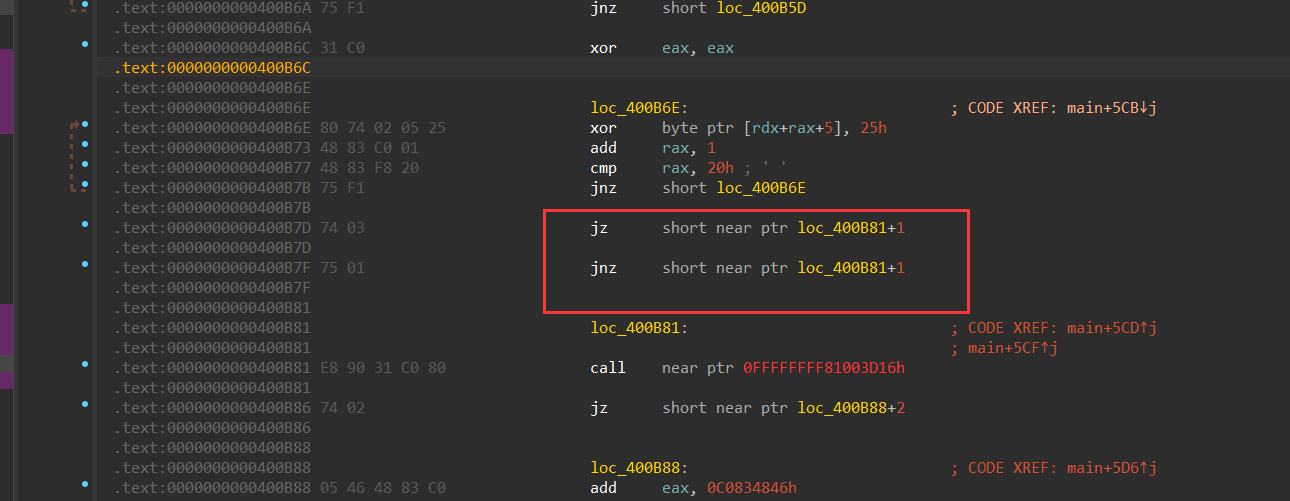 .text:0000000000400B6A 75 F1 jnz short loc_400B5D
.text:0000000000400B6A
.text:0000000000400B6C 31 C0 xor eax, eax
.text:0000000000400B6C
.text:0000000000400B6E
.text:0000000000400B6E loc_400B6E: ; CODE XREF: main+5CB↓j
.text:0000000000400B6E 80 74 02 05 25 xor byte ptr [rdx+rax+5], 25h
.text:0000000000400B73 48 83 C0 01 add rax, 1
.text:0000000000400B77 48 83 F8 20 cmp rax, 20h ; ' '
.text:0000000000400B7B 75 F1 jnz short loc_400B6E
.text:0000000000400B7B
.text:0000000000400B7D 74 03 jz short near ptr loc_400B81+1
.text:0000000000400B7D
.text:0000000000400B7F 75 01 jnz short near ptr loc_400B81+1
.text:0000000000400B7F
.text:0000000000400B81
.text:0000000000400B81 loc_400B81: ; CODE XREF: main+5CD↑j
.text:0000000000400B81 ; main+5CF↑j
.text:0000000000400B81 E8 90 31 C0 80 call near ptr 0FFFFFFFF81003D16h
.text:0000000000400B81
.text:0000000000400B86 74 02 jz short near ptr loc_400B88+2
.text:0000000000400B86
.text:0000000000400B88
.text:0000000000400B88 loc_400B88: ; CODE XREF: main+5D6↑j
.text:0000000000400B88 05 46 48 83 C0 add eax, 0C0834846h